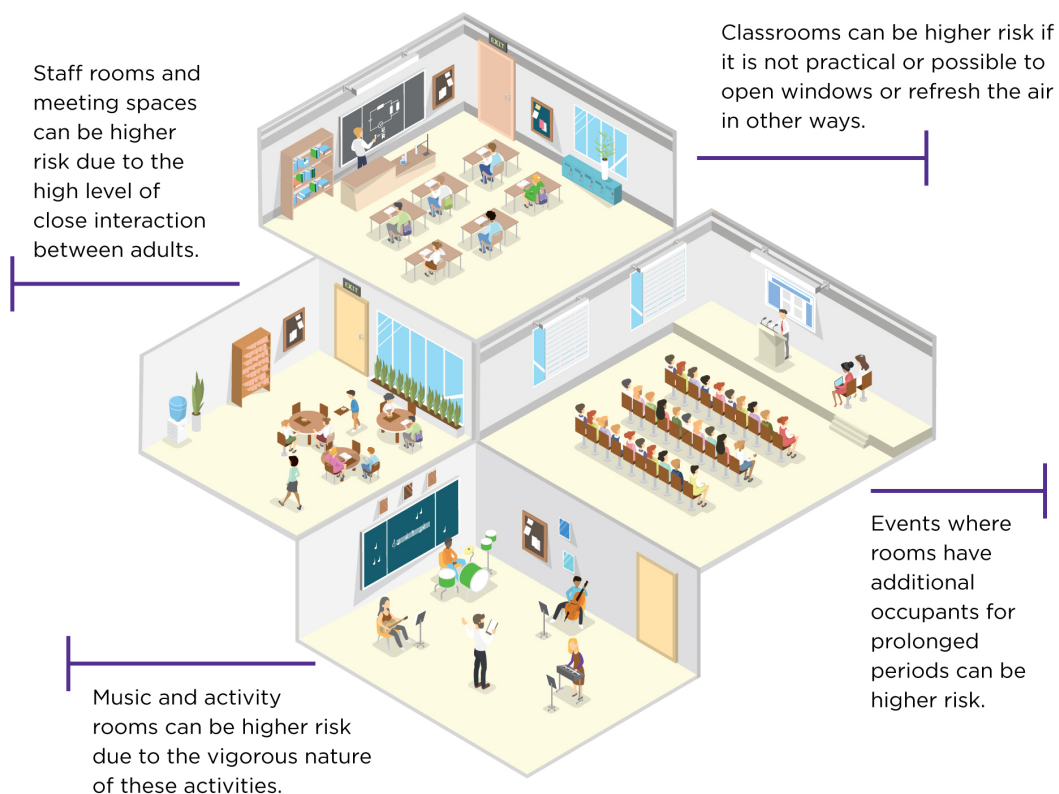 Classrooms can be higher risk if
it is not practical or possible to
open windows or refresh the air
in other ways.
Staff rooms and
meeting spaces
can be higher
risk due to the
high level of
close interaction
between adults.
EXIT
EXIT
Events where
rooms have
additional
occupants for
prolonged
periods can be
higher risk.
Music and activity
rooms can be higher risk
due to the vigorous nature
of these activities.